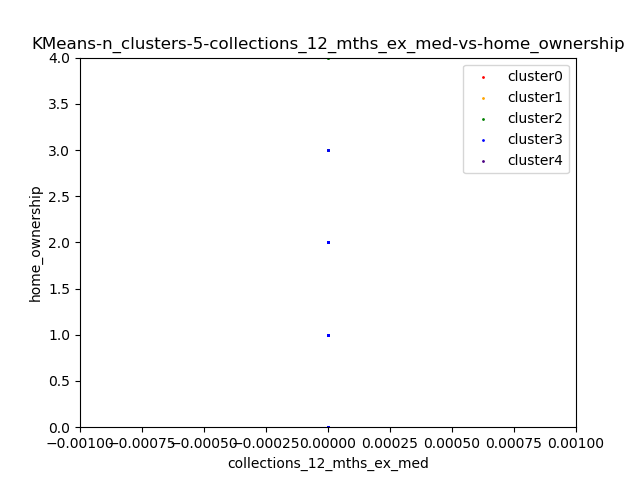 KMeans-n_clusters-5-collections_12_mths_ex_med-vs-home_ownership
4.0
3.5
3.0
2.5
2.0
1.5
1.0
0.5
0.0
home_ownership
cluster0
cluster1
cluster2
cluster3
cluster4
−0.00100 −0.00075 −0.00050 −0.00025 0.00000 0.00025 0.00050 0.00075 0.00100
collections_12_mths_ex_med